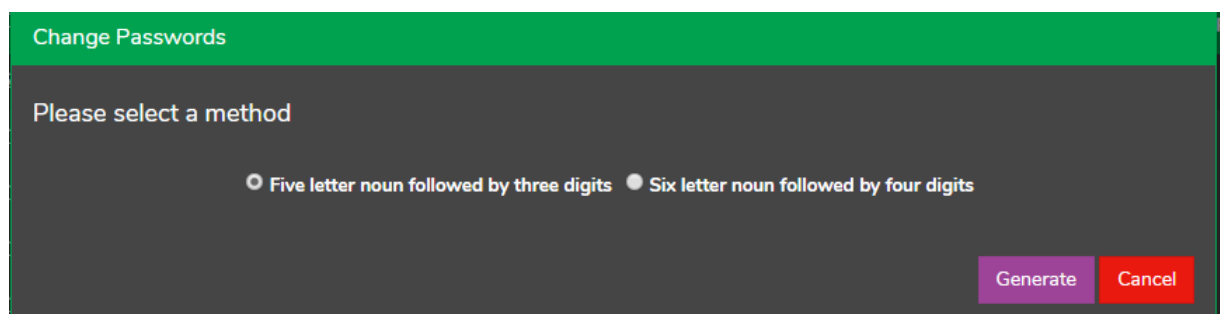 Change Passwords
Please select a method
Five letter noun followed by three digits Six letter noun followed by four digits
Generate Cancel